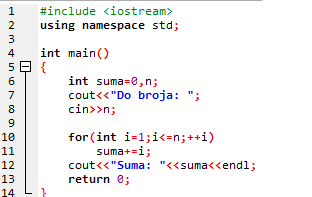 1 #include <iostream>
2 using namespace std;
3
4 int main()
5 {
6 int suma=0,n;
7 cout<<"Do broja: ";
8 cin>>n;
9
10 for(int i=1;i<=n;++i)
11 suma+=i;
12 cout<<"Suma: "<<suma<<endl;
13 return 0;
14 }